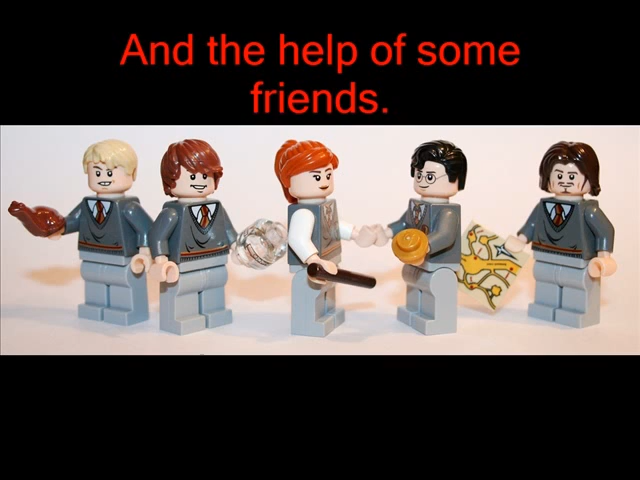 And the help of some
friends.